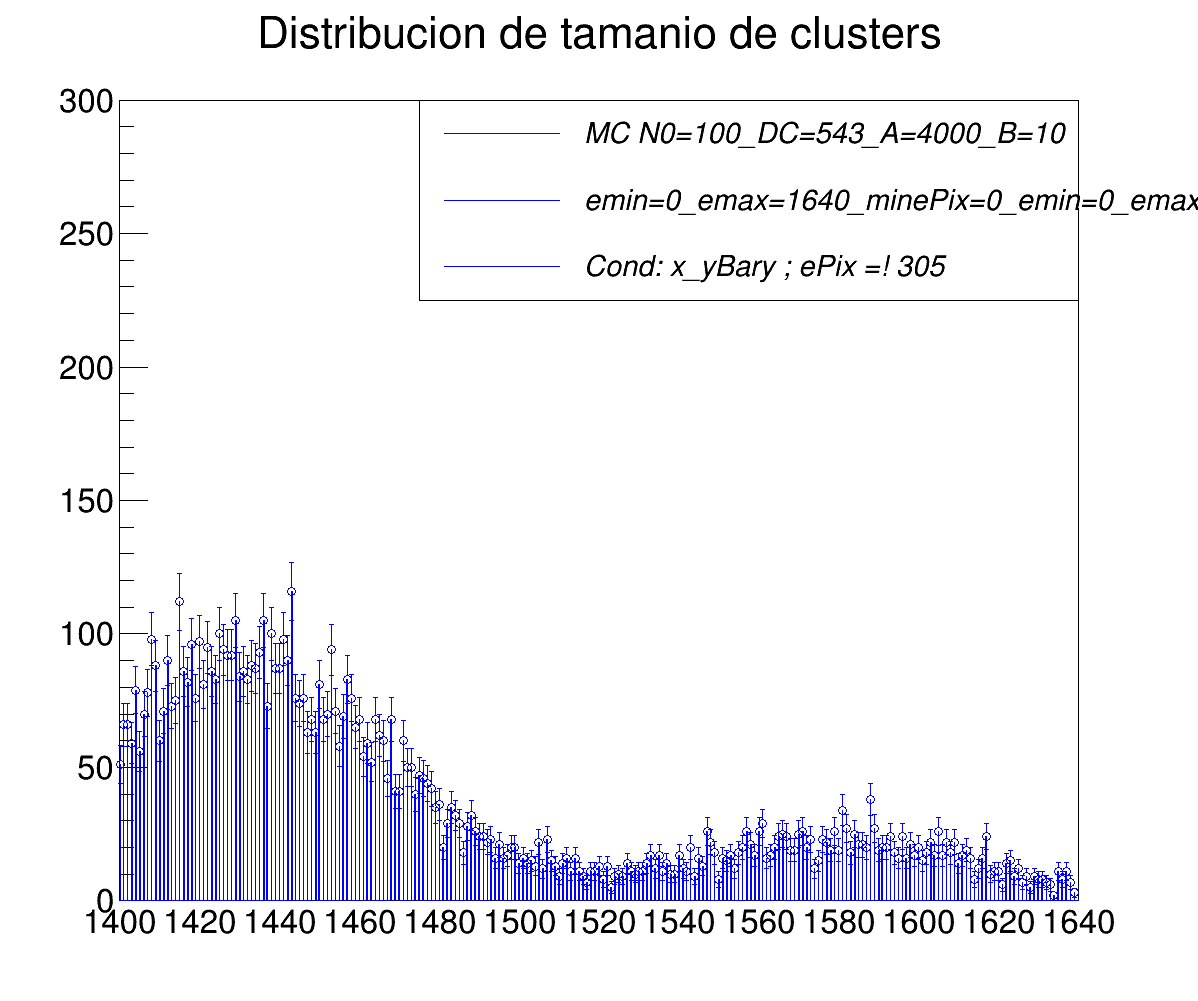 Distribucion de tamanio de clusters
300
MC N0=100_DC=543_A=4000_B=10
emin=0_emax=1640_minePix=0_emin=0_emax
Cond: x_yBary ; ePix =! 305
250
200
150
100
50
0
1400 1420 1440 1460 1480 1500 1520 1540 1560 1580 1600 1620 1640